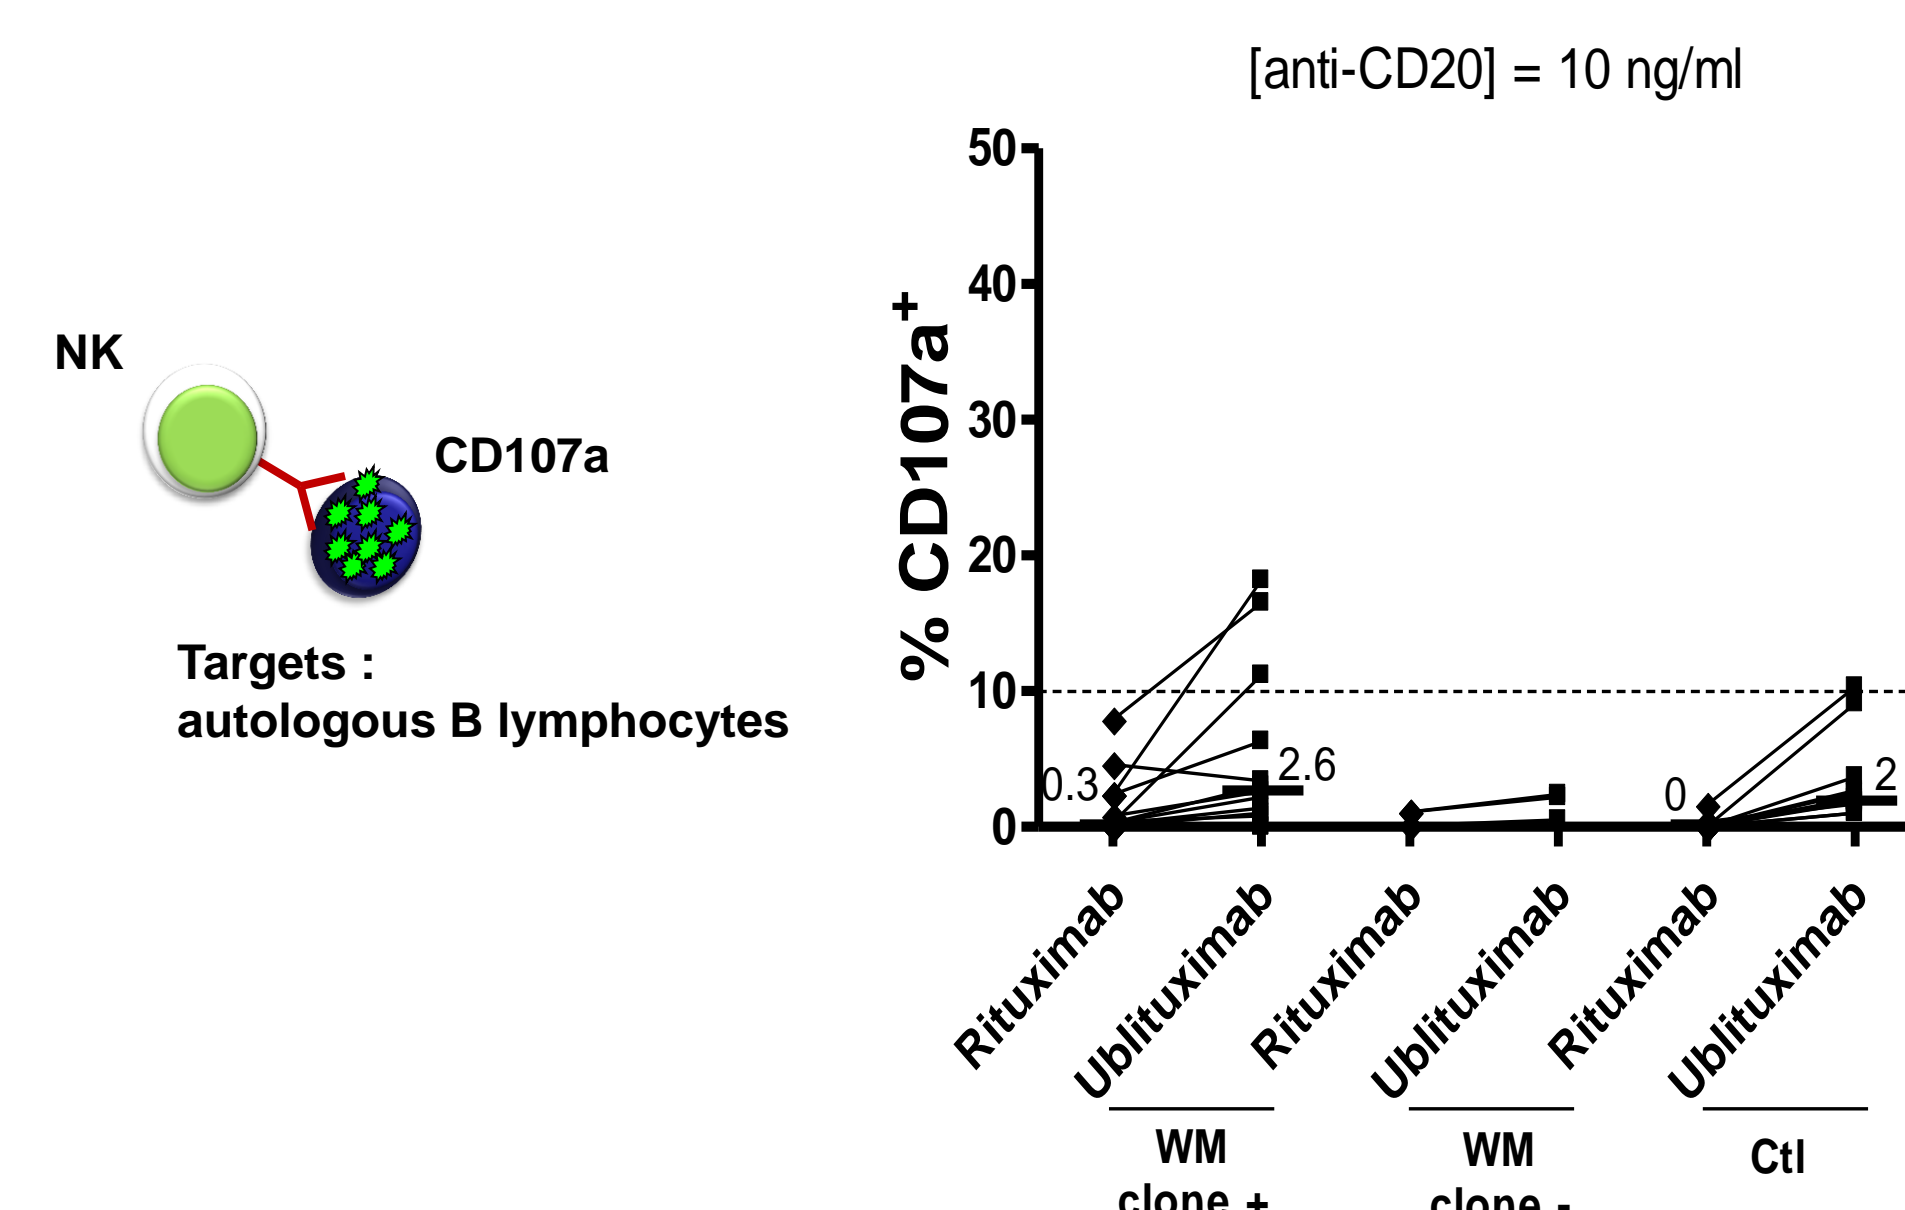 [anti-CD20] = 10 ng/ml
NK
CD107a
Targets :
autologous B lymphocytes
% CD107a+
50
40
30
20
10
0
0.3
2.6
0
2
Rituximab
Ublituximab
Rituximab
Ublituximab
Rituximab
Ublituximab
WM
clone +
WM
clone -
Ctl